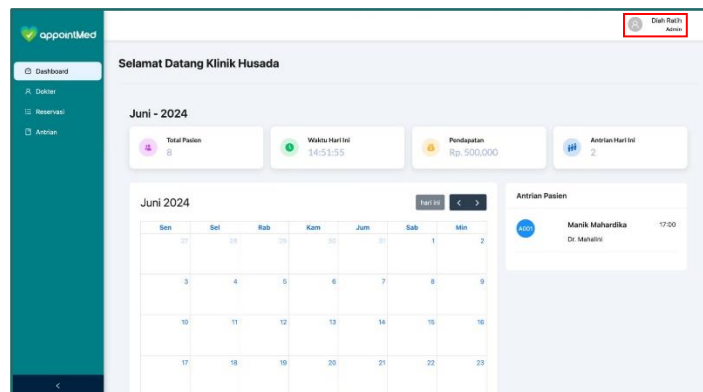 appointMed
Diah Ratih
Admin
Dashboard
Dokter
Reservasi
Antrian
Selamat Datang Klinik Husada
Juni - 2024
Total Pasien
8
Waktu Hari Ini
14:51:55
Pendapatan
Rp. 500,000
Antrian Hari Ini
2
Juni 2024
hari ini
< >
Sen Sel Rab Kam Jum Sab Min
27 28 29 30 31 1 2
3 4 5 6 7 8 9
10 11 12 13 14 15 16
17 18 19 20 21 22 23
Antrian Pasien
A001
Manik Mahardika 17:00
Dr. Mahalini